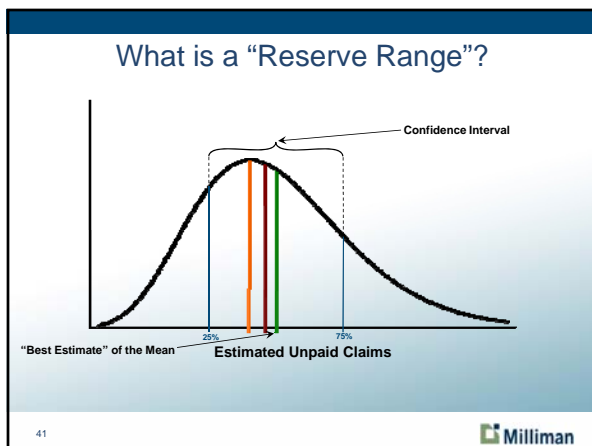 What is a “Reserve Range”?
Confidence Interval
“Best Estimate” of the Mean
25%
75%
Estimated Unpaid Claims
41
Milliman